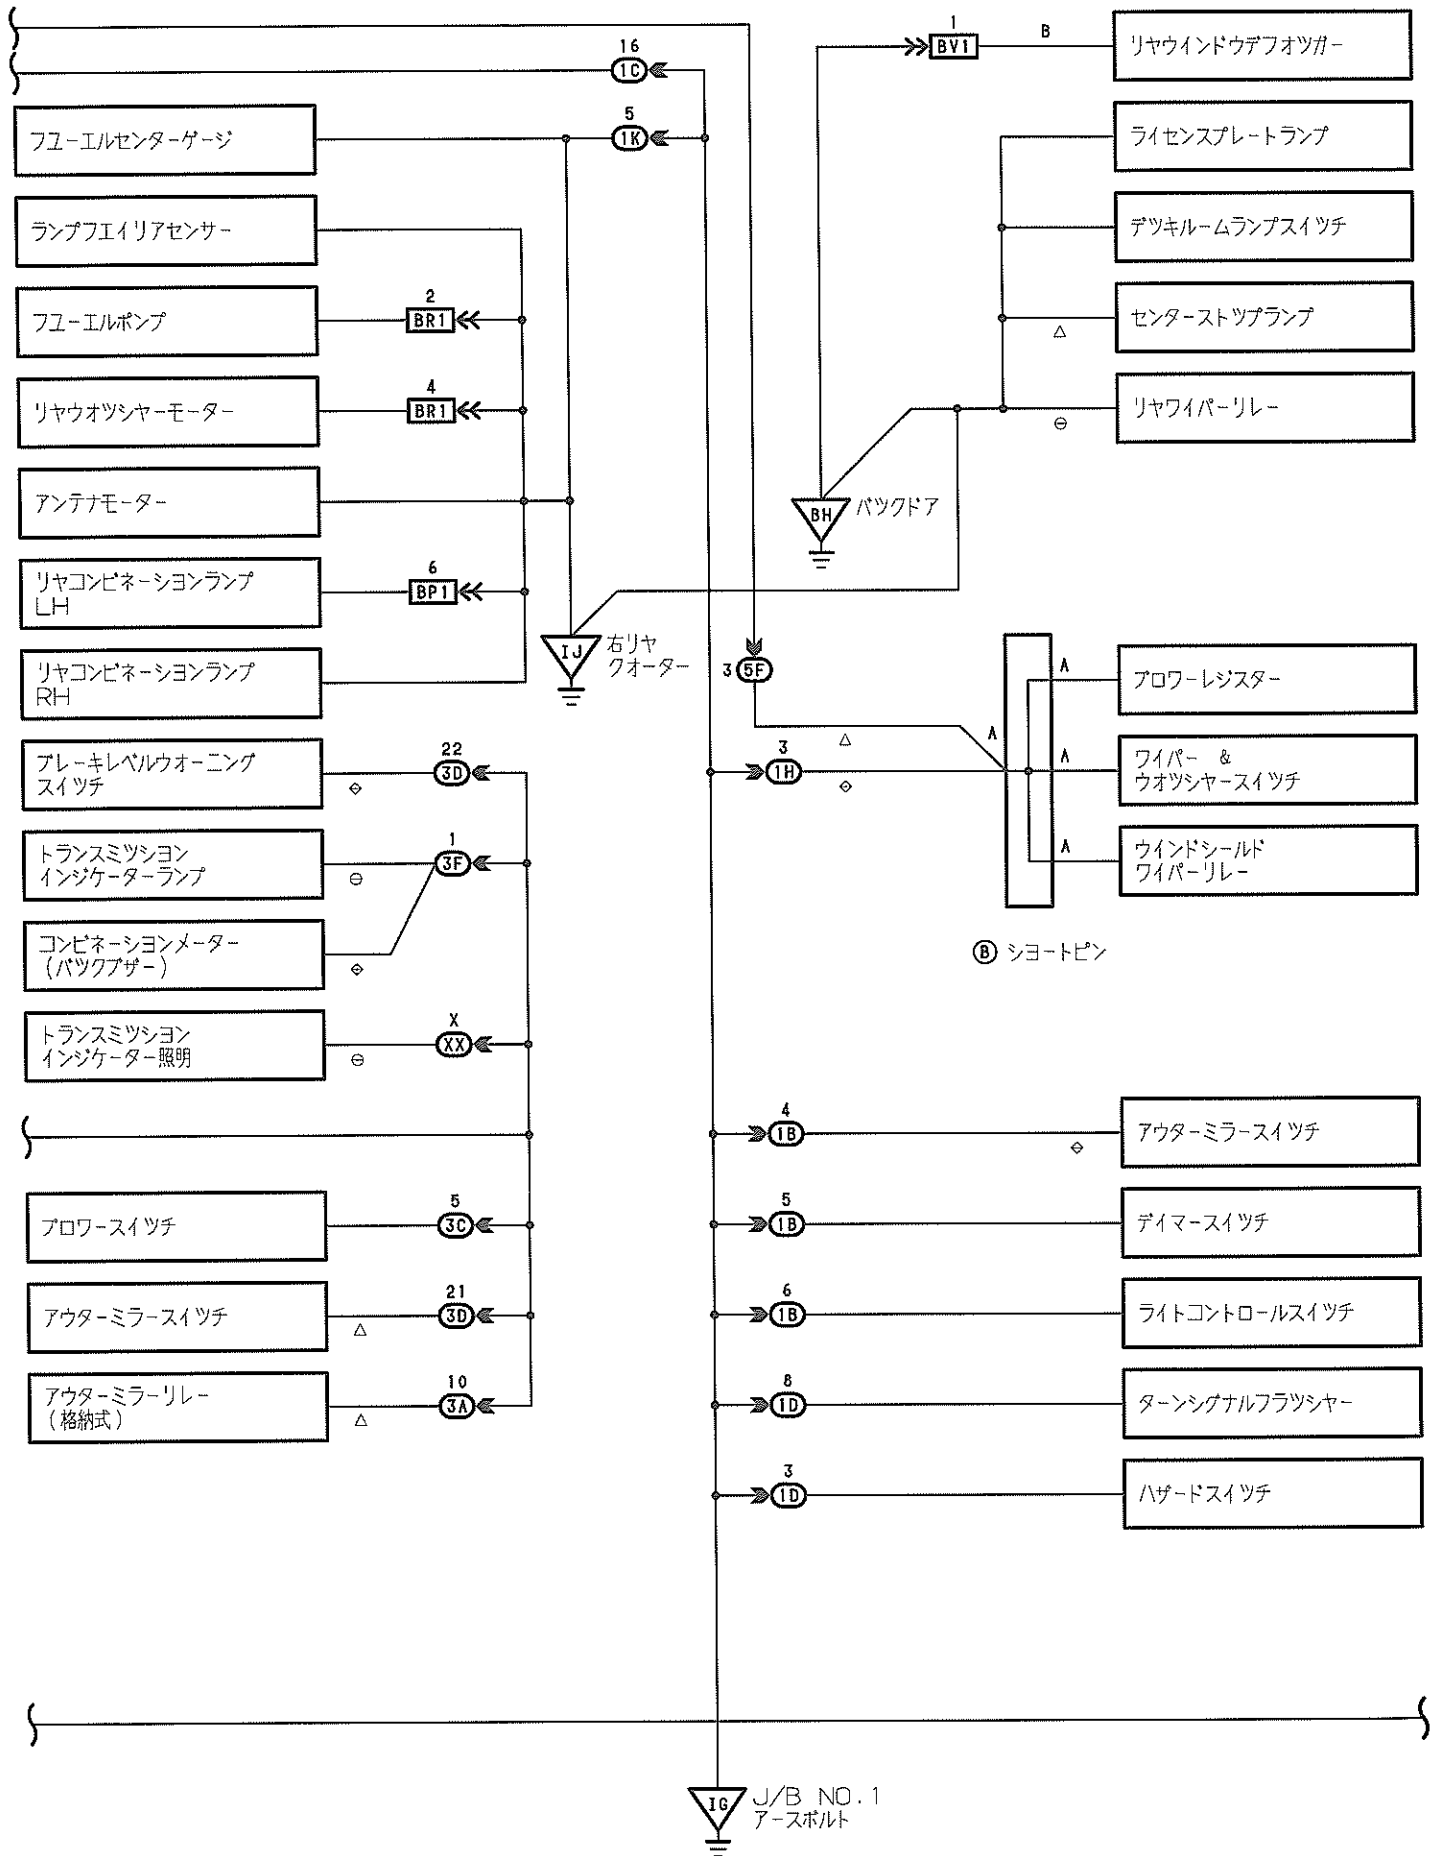 16
1C
5
1K
フユーエルセンターゲージ
ランプフエイリアセンサー
2
フユーエルポンプ
BR1
4
リヤウオツシヤーモーター
BR1
アンテナモーター
6
リヤコンビネーションランプ
LH
BP1
リヤコンビネーションランプ
RH
IJ
右リヤ
クオーター
22
ブレーキレベルウオーニング
スイツチ
3D
1
トランスミツシヨン
インジケーターランプ
3F
コンビネーシヨンメーター
(バツクブザー)
X
トランスミツシヨン
インジケーター照明
XX
5
ブロワースイツチ
3C
21
アウターミラースイツチ
3D
△
10
アウターミラーリレー
(格納式)
3A
△
1
BV1
B
リヤウインドウデフオツガー
ライセンスプレートランプ
デツキルームランプスイツチ
センターストツプランプ
△
リヤワイパーリレー
BH
バツクドア
3
5F
△
A
A
ブロワーレジスター
3
1H
A
ワイパー &
ウオツシヤースイツチ
A
ウインドシールド
ワイパーリレー
B シヨートピン
4
1B
アウターミラースイツチ
5
1B
デイマースイツチ
6
1B
ライトコントロールスイツチ
8
1D
ターンシグナルフラツシヤー
3
1D
ハザードスイツチ
IG
J/B NO.1
アースボルト